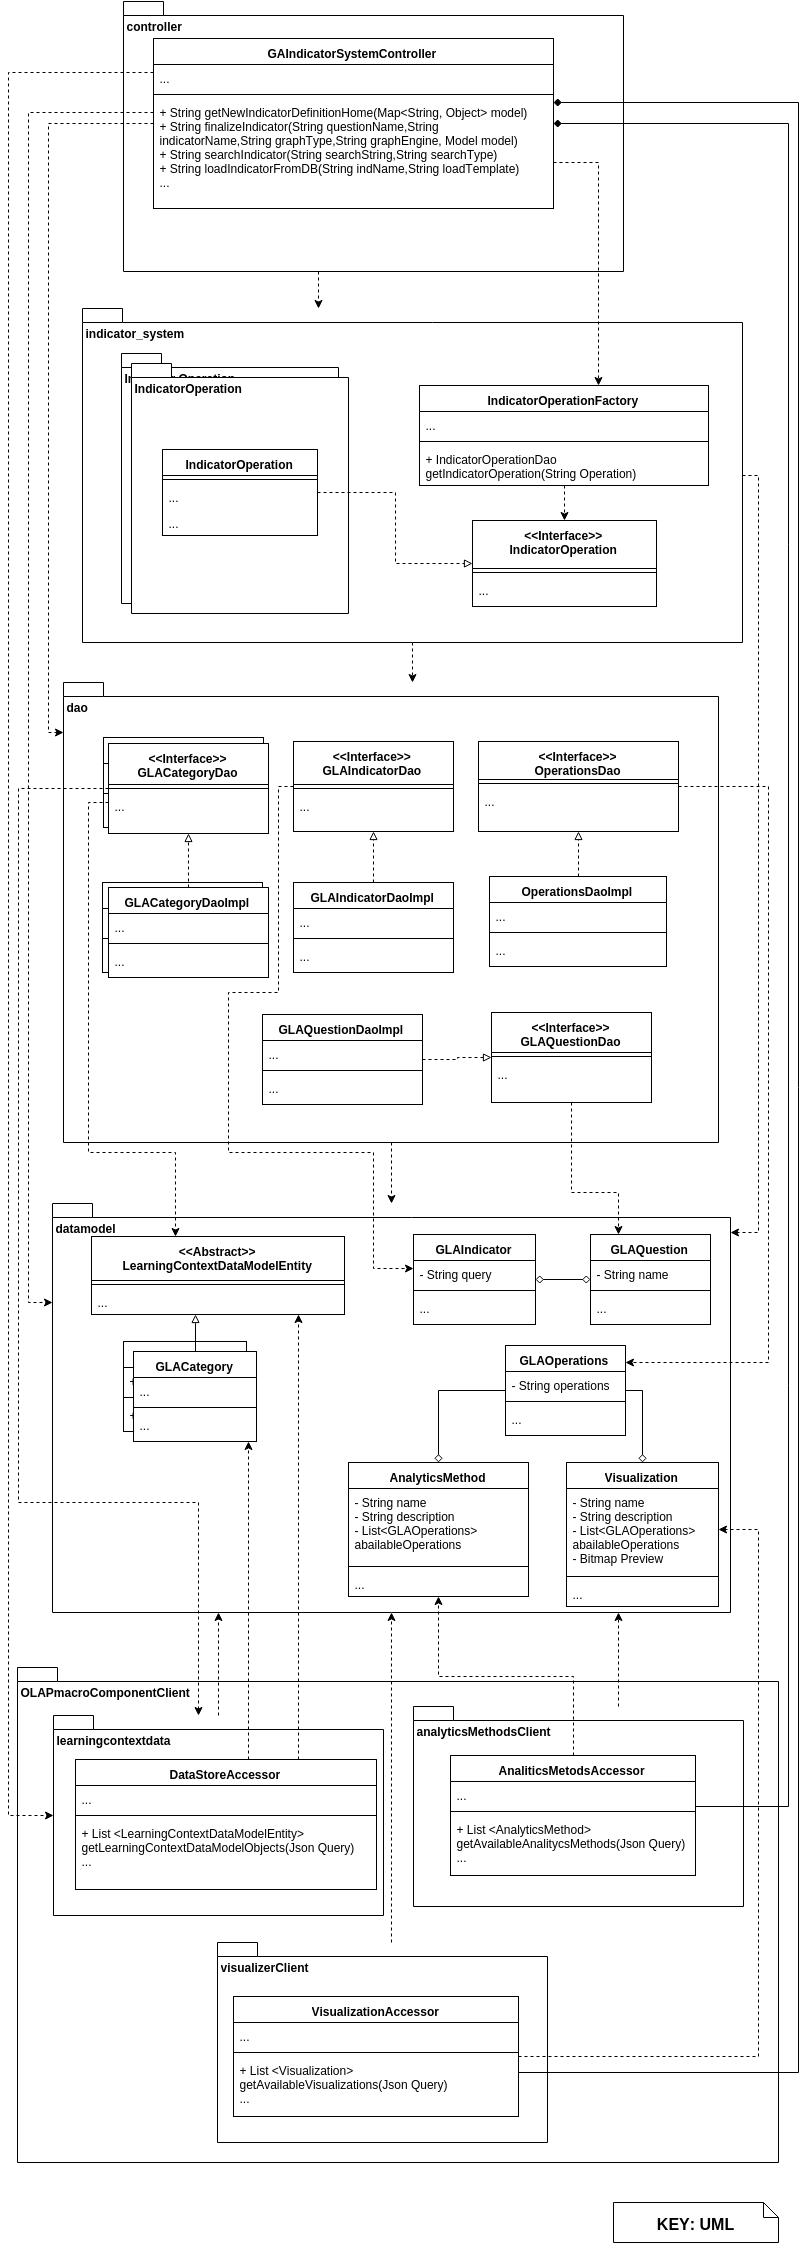 controller
GAIndicatorSystemController
...
+ String getNewIndicatorDefinitionHome(Map<String, Object> model)
+ String finalizeIndicator(String questionName,String
indicatorName,String graphType,String graphEngine, Model model)
+ String searchIndicator(String searchString,String searchType)
+ String loadIndicatorFromDB(String indName,String loadTemplate)
...
indicator_system
IndicatorOperation
IndicatorOperation
...
...
IndicatorOperationFactory
...
+ IndicatorOperationDao
getIndicatorOperation(String Operation)
<<Interface>>
IndicatorOperation
...
dao
<<Interface>>
GLACategoryDao
...
<<Interface>>
GLAIndicatorDao
...
<<Interface>>
OperationsDao
...
GLACategoryDaoImpl
...
...
GLAIndicatorDaoImpl
...
...
OperationsDaoImpl
...
...
GLAQuestionDaoImpl
...
...
<<Interface>>
GLAQuestionDao
...
datamodel
<<Abstract>>
LearningContextDataModelEntity
...
GLAIndicator
- String query
...
GLAQuestion
- String name
...
GLACategory
...
...
GLAOperations
- String operations
...
AnalyticsMethod
- String name
- String description
- List<GLAOperations>
abailableOperations
...
Visualization
- String name
- String description
- List<GLAOperations>
abailableOperations
- Bitmap Preview
...
OLAPmacroComponentClient
learningcontextdata
DataStoreAccessor
...
+ List <LearningContextDataModelEntity>
getLearningContextDataModelObjects(Json Query)
...
analyticsMethodsClient
AnaliticsMetodsAccessor
...
+ List <AnalyticsMethod>
getAvailableAnalitycsMethods(Json Query)
...
visualizerClient
VisualizationAccessor
...
+ List <Visualization>
getAvailableVisualizations(Json Query)
...
KEY: UML